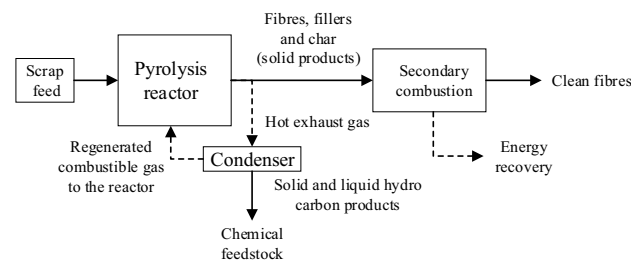 Fibres, fillers
and char
(solid products)
Scrap
feed
Pyrolysis
reactor
Secondary
combustion
Clean fibres
Hot exhaust gas
Regenerated
combustible gas
to the reactor
Condenser
Energy
recovery
Solid and liquid hydro
carbon products
Chemical
feedstock